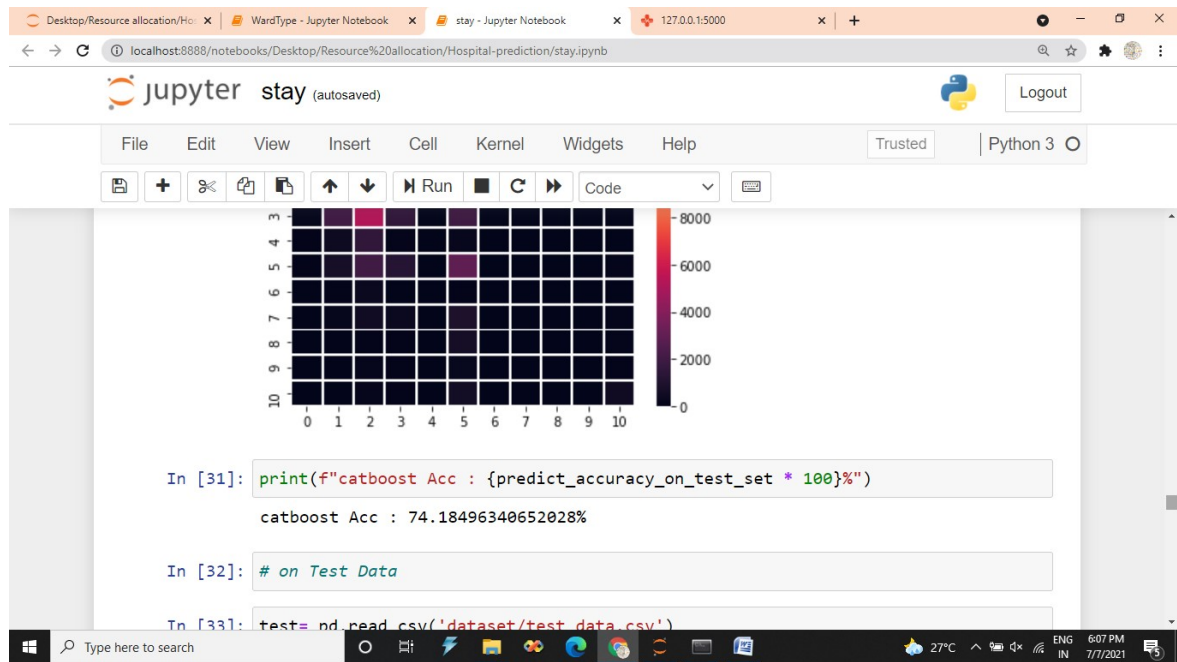 Desktop/Resource allocation/Ho
WardType - Jupyter Notebook
stay - Jupyter Notebook
127.0.0.1:5000
localhost:8888/notebooks/Desktop/Resource%20allocation/Hospital-prediction/stay.ipynb
jupyter stay (autosaved)
Logout
File Edit View Insert Cell Kernel Widgets Help
Trusted
Python 3
Run
Code
3
4
5
6
7
8
9
10
0 1 2 3 4 5 6 7 8 9 10
8000
6000
4000
2000
0
In [31]: print(f"catboost Acc : {predict_accuracy_on_test_set * 100}%")
catboost Acc : 74.18496340652028%
In [32]: # on Test Data
In [33]: test= pd.read_csv('dataset/test_data.csv')
Type here to search
27°C
ENG
IN
6:07 PM
7/7/2021
5